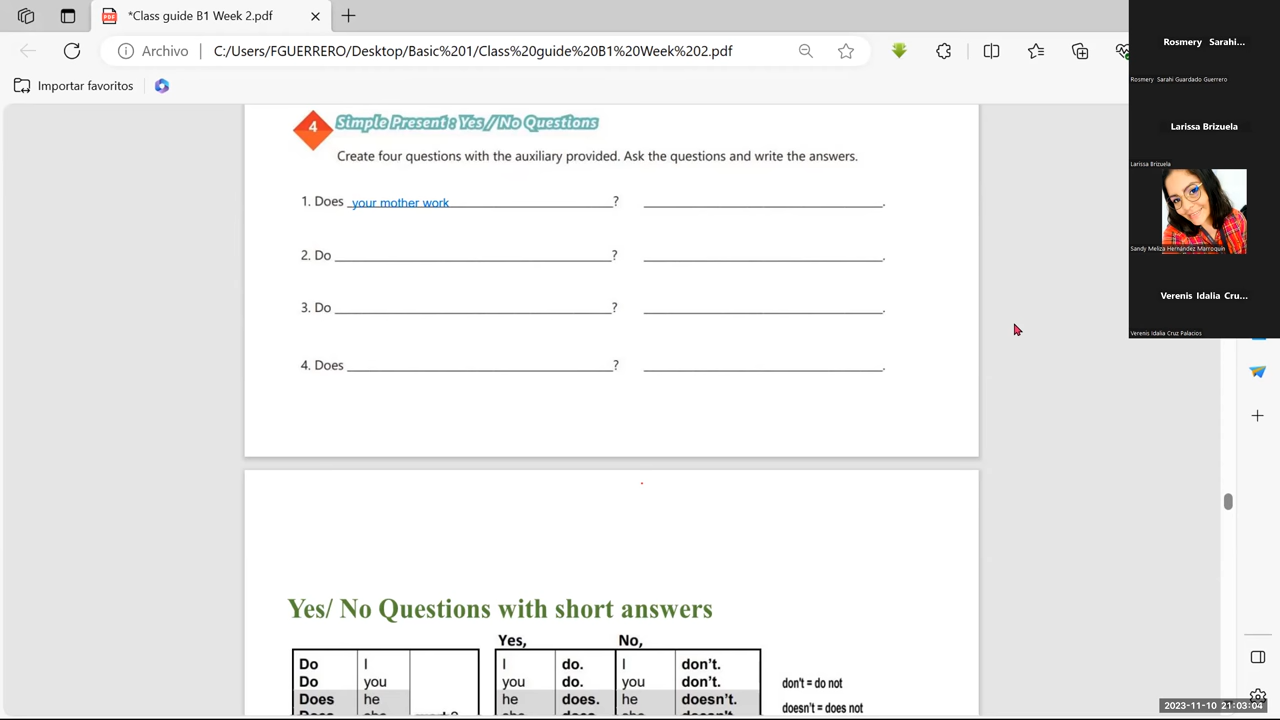 *Class guide B1 Week 2.pdf
Archivo
C:/Users/FGUERRERO/Desktop/Basic%201/Class%20guide%20B1%20Week%202.pdf
Importar favoritos
Rosmery Sarahi...
Rosmery Sarahi Guardado Guerrero
Larissa Brizuela
Larissa Brizuela
Sandy Meliza Hernández Marroquín
Verenis Idalia Cru...
Verenis Idalia Cruz Palacios
4 Simple Present : Yes / No Questions
Create four questions with the auxiliary provided. Ask the questions and write the answers.
1. Does your mother work ? .
2. Do ? .
3. Do ? .
4. Does ? .
Yes/ No Questions with short answers
Yes, No,
Do I I do. I don't.
Do you you do. you don't.
Does he he does. he doesn't.
don't = do not
doesn't = does not
2023-11-10 21:03:04